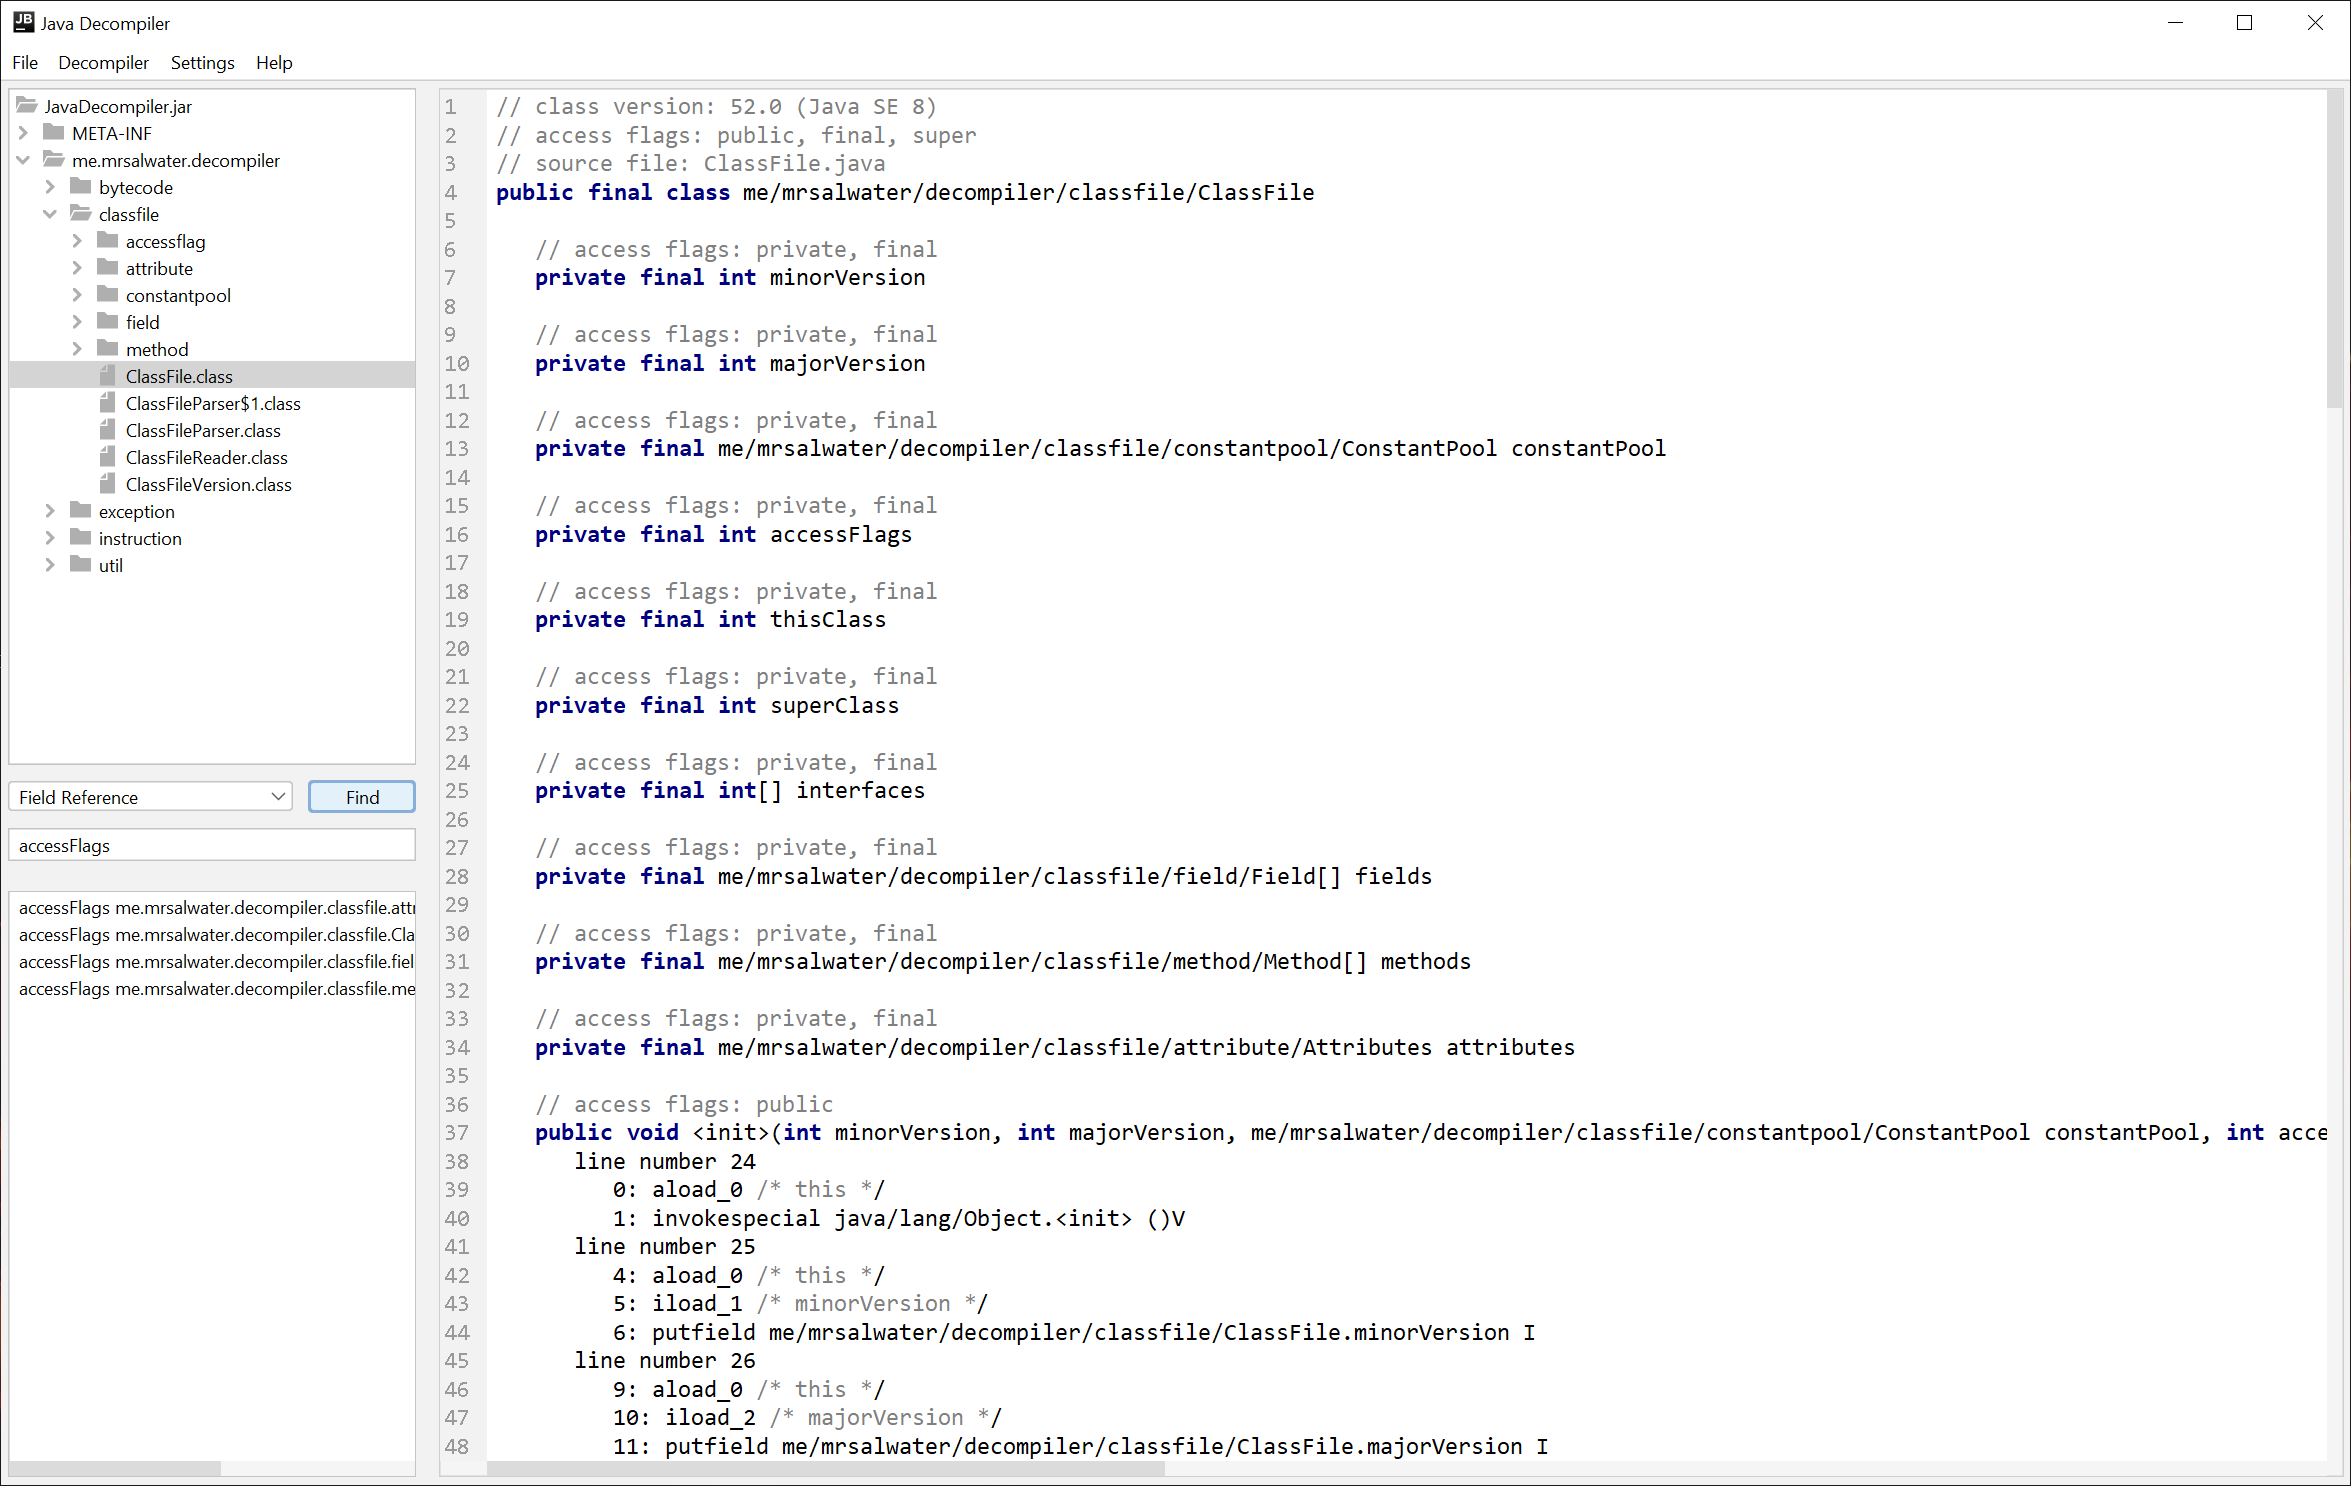 JB Java Decompiler
File Decompiler Settings Help
JavaDecompiler.jar
META-INF
me.mrsalwater.decompiler
bytecode
classfile
accessflag
attribute
constantpool
field
method
ClassFile.class
ClassFileParser$1.class
ClassFileParser.class
ClassFileReader.class
ClassFileVersion.class
exception
instruction
util
Field Reference Find
accessFlags
accessFlags me.mrsalwater.decompiler.classfile.attr
accessFlags me.mrsalwater.decompiler.classfile.Cla
accessFlags me.mrsalwater.decompiler.classfile.fiel
accessFlags me.mrsalwater.decompiler.classfile.me
1 // class version: 52.0 (Java SE 8)
2 // access flags: public, final, super
3 // source file: ClassFile.java
4 public final class me/mrsalwater/decompiler/classfile/ClassFile
5
6 // access flags: private, final
7 private final int minorVersion
8
9 // access flags: private, final
10 private final int majorVersion
11
12 // access flags: private, final
13 private final me/mrsalwater/decompiler/classfile/constantpool/ConstantPool constantPool
14
15 // access flags: private, final
16 private final int accessFlags
17
18 // access flags: private, final
19 private final int thisClass
20
21 // access flags: private, final
22 private final int superClass
23
24 // access flags: private, final
25 private final int[] interfaces
26
27 // access flags: private, final
28 private final me/mrsalwater/decompiler/classfile/field/Field[] fields
29
30 // access flags: private, final
31 private final me/mrsalwater/decompiler/classfile/method/Method[] methods
32
33 // access flags: private, final
34 private final me/mrsalwater/decompiler/classfile/attribute/Attributes attributes
35
36 // access flags: public
37 public void <init>(int minorVersion, int majorVersion, me/mrsalwater/decompiler/classfile/constantpool/ConstantPool constantPool, int acce
38 line number 24
39 0: aload_0 /* this */
40 1: invokespecial java/lang/Object.<init> ()V
41 line number 25
42 4: aload_0 /* this */
43 5: iload_1 /* minorVersion */
44 6: putfield me/mrsalwater/decompiler/classfile/ClassFile.minorVersion I
45 line number 26
46 9: aload_0 /* this */
47 10: iload_2 /* majorVersion */
48 11: putfield me/mrsalwater/decompiler/classfile/ClassFile.majorVersion I